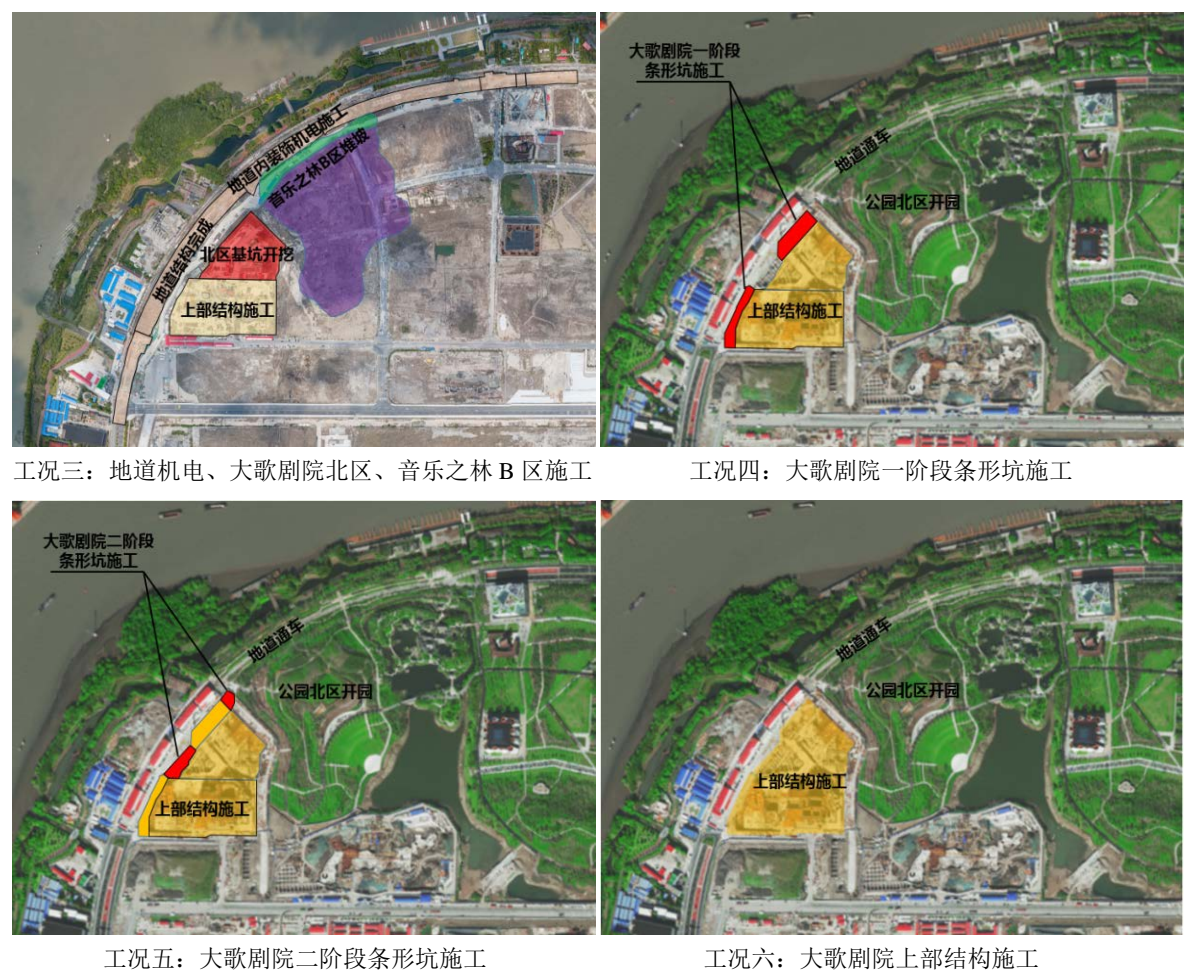 地道内装饰机电施工
音乐之林B区堆坡
地道结构完成
北区基坑开挖
上部结构施工
大歌剧院一阶段
条形坑施工
地道通车
公园北区开园
上部结构施工
工况三：地道机电、大歌剧院北区、音乐之林 B 区施工
工况四：大歌剧院一阶段条形坑施工
大歌剧院二阶段
条形坑施工
地道通车
公园北区开园
上部结构施工
地道通车
公园北区开园
上部结构施工
工况五：大歌剧院二阶段条形坑施工
工况六：大歌剧院上部结构施工